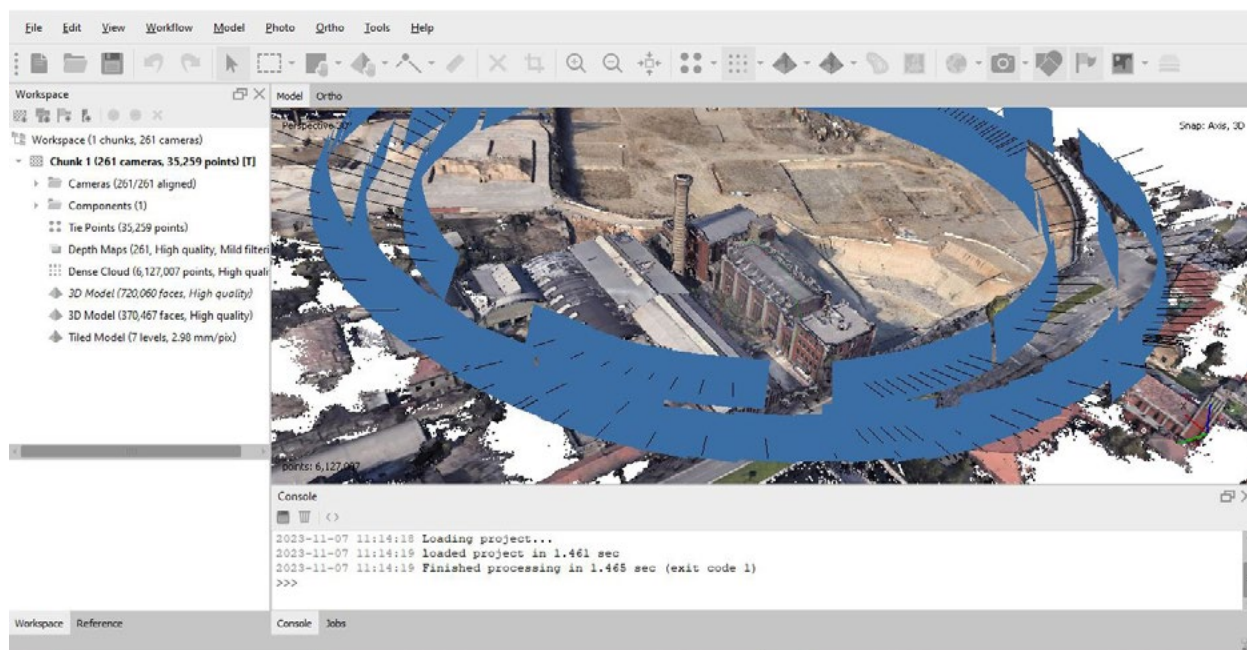 File Edit View Workflow Model Photo Ortho Tools Help
Workspace
Model Ortho
Workspace (1 chunks, 261 cameras)
Chunk 1 (261 cameras, 35,259 points) [T]
Cameras (261/261 aligned)
Components (1)
Tie Points (35,259 points)
Depth Maps (261, High quality, Mild filteri
Dense Cloud (6,127,007 points, High quali
3D Model (720,060 faces, High quality)
3D Model (370,467 faces, High quality)
Tiled Model (7 levels, 2.98 mm/pix)
Perspective 30°
Snap: Axis, 3D
points: 6,127,007
Console
2023-11-07 11:14:18 Loading project...
2023-11-07 11:14:19 loaded project in 1.461 sec
2023-11-07 11:14:19 Finished processing in 1.465 sec (exit code 1)
>>>
Workspace Reference
Console Jobs